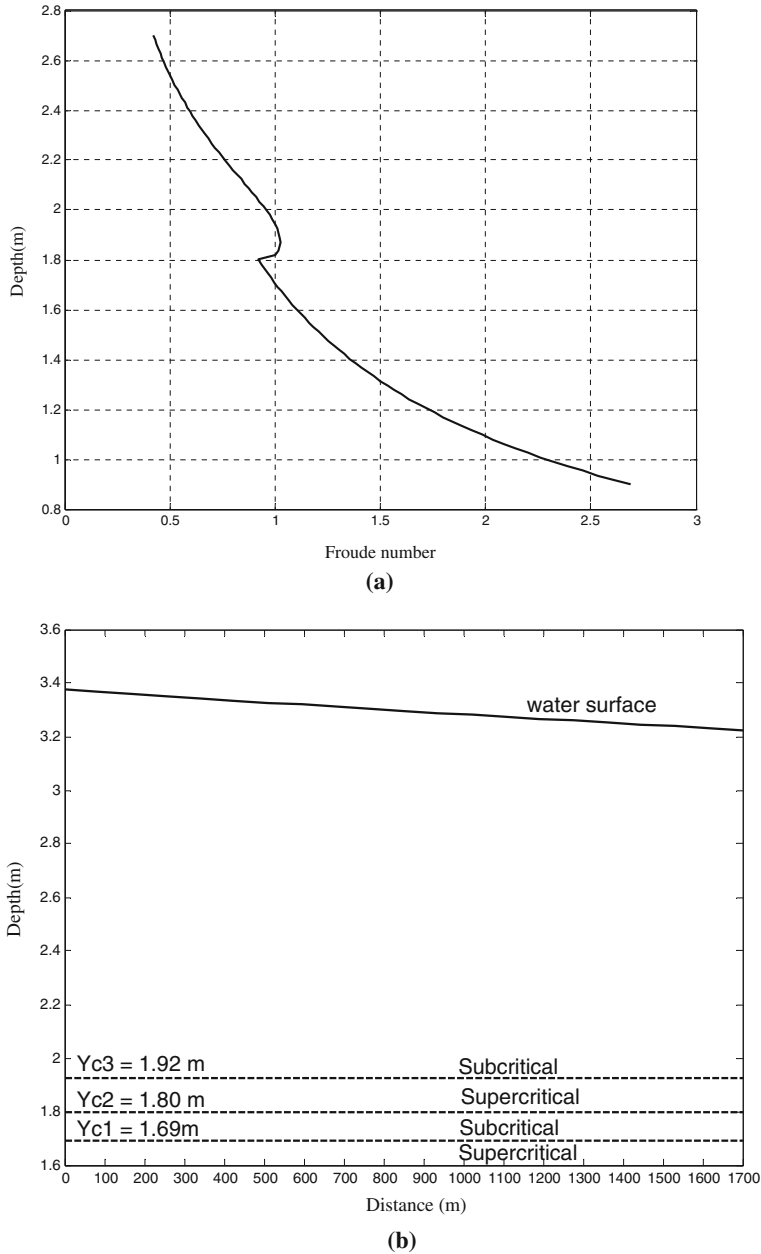 2.8
2.6
2.4
2.2
2
1.8
1.6
1.4
1.2
1
0.8
Depth(m)
0 0.5 1 1.5 2 2.5 3
Froude number
(a)
3.6
3.4
water surface
3.2
3
2.8
2.6
2.4
2.2
Depth(m)
2
Yc3 = 1.92 m Subcritical
Yc2 = 1.80 m Supercritical
1.8
Yc1 = 1.69m Subcritical
Supercritical
1.6
0 100 200 300 400 500 600 700 800 900 1000 1100 1200 1300 1400 1500 1600 1700
Distance (m)
(b)